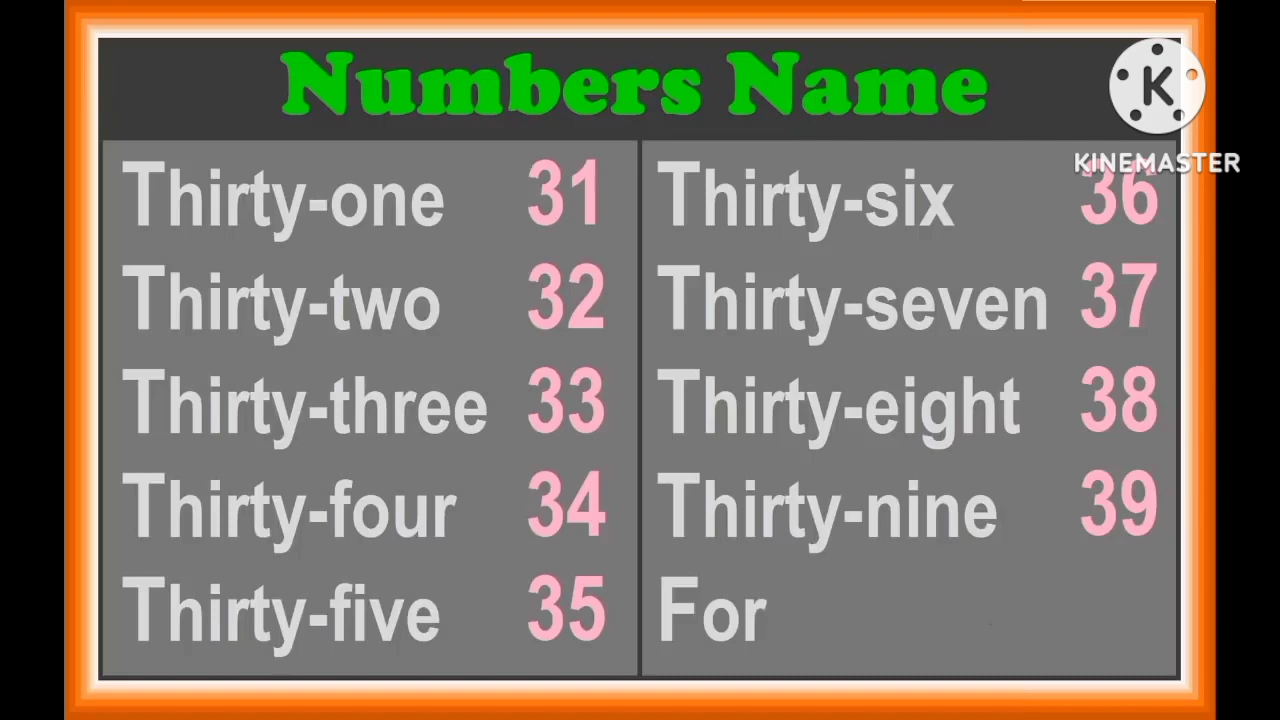 Numbers Name
K
KINEMASTER
Thirty-one 31
Thirty-two 32
Thirty-three 33
Thirty-four 34
Thirty-five 35
Thirty-six 36
Thirty-seven 37
Thirty-eight 38
Thirty-nine 39
For